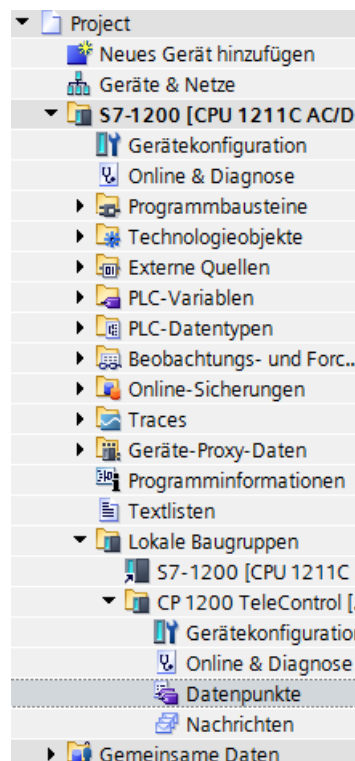 Project
Neues Gerät hinzufügen
Geräte & Netze
S7-1200 [CPU 1211C AC/D
Gerätekonfiguration
Online & Diagnose
Programmbausteine
Technologieobjekte
Externe Quellen
PLC-Variablen
PLC-Datentypen
Beobachtungs- und Forc...
Online-Sicherungen
Traces
Geräte-Proxy-Daten
Programminformationen
Textlisten
Lokale Baugruppen
S7-1200 [CPU 1211C
CP 1200 TeleControl [.
Gerätekonfiguration
Online & Diagnose
Datenpunkte
Nachrichten
Gemeinsame Daten